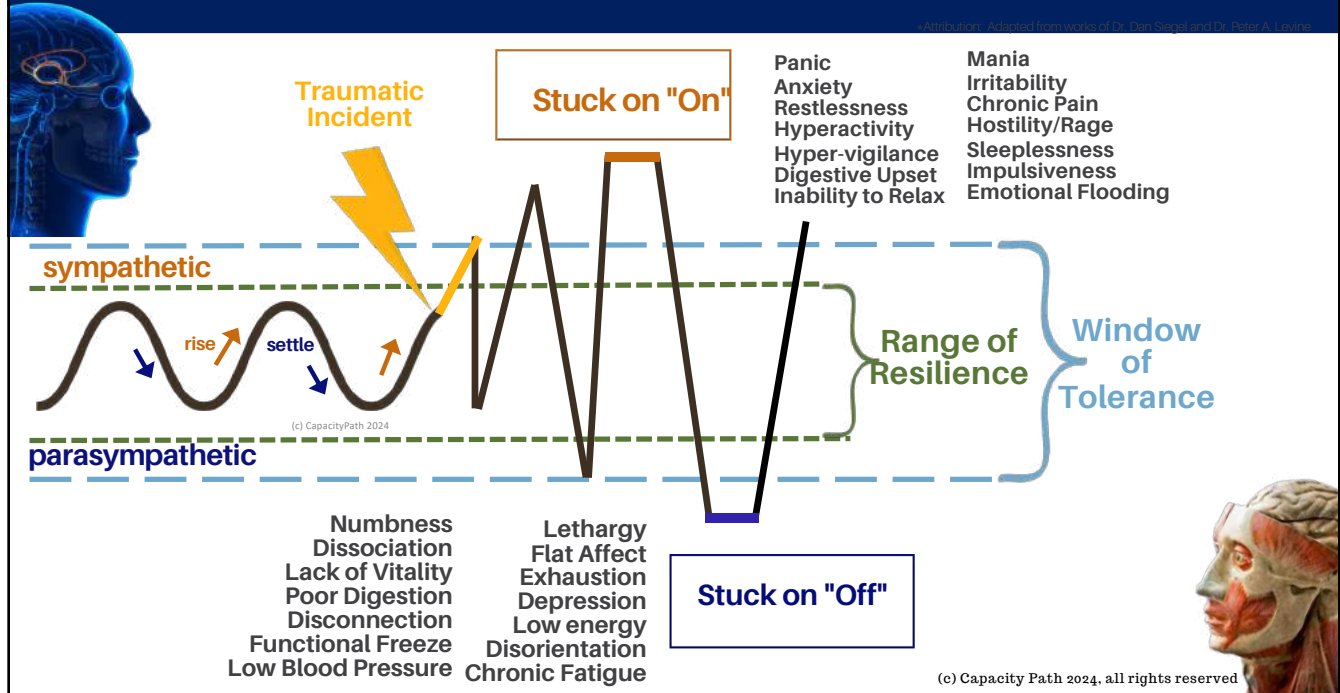 *Attribution: Adapted from works of Dr. Dan Siegel and Dr. Peter A. Levine
Traumatic
Incident
Stuck on "On"
Panic
Anxiety
Restlessness
Hyperactivity
Hyper-vigilance
Digestive Upset
Inability to Relax
Mania
Irritability
Chronic Pain
Hostility/Rage
Sleeplessness
Impulsiveness
Emotional Flooding
sympathetic
rise
settle
(c) CapacityPath 2024
parasympathetic
Range of
Resilience
Window
of
Tolerance
Numbness
Dissociation
Lack of Vitality
Poor Digestion
Disconnection
Functional Freeze
Low Blood Pressure
Lethargy
Flat Affect
Exhaustion
Depression
Low energy
Disorientation
Chronic Fatigue
Stuck on "Off"
(c) Capacity Path 2024, all rights reserved